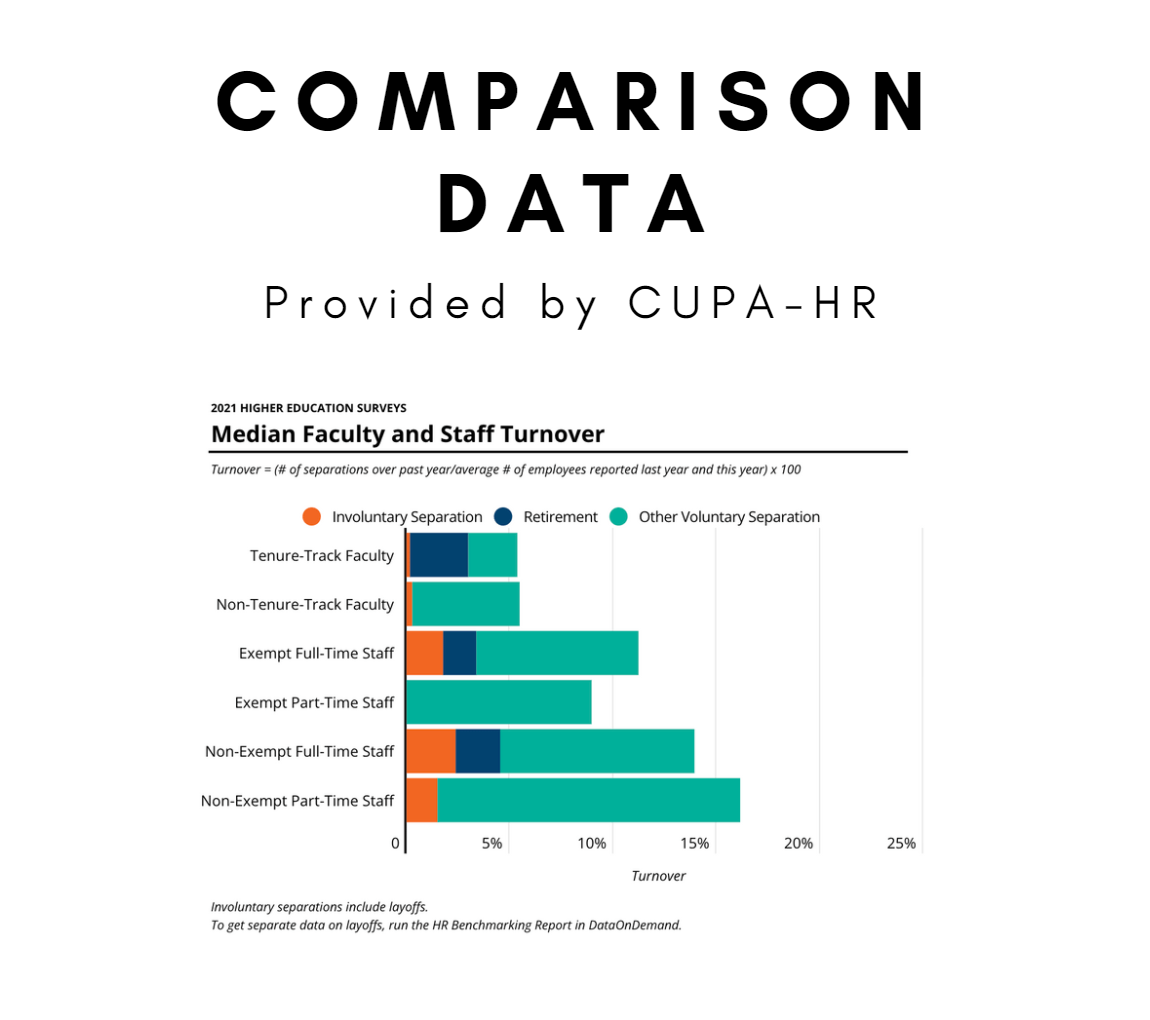 COMPARISON
DATA
Provided by CUPA-HR
2021 HIGHER EDUCATION SURVEYS
Median Faculty and Staff Turnover
Turnover = (# of separations over past year/average # of employees reported last year and this year) x 100
Involuntary Separation Retirement Other Voluntary Separation
Tenure-Track Faculty
Non-Tenure-Track Faculty
Exempt Full-Time Staff
Exempt Part-Time Staff
Non-Exempt Full-Time Staff
Non-Exempt Part-Time Staff
0 5% 10% 15% 20% 25%
Turnover
Involuntary separations include layoffs.
To get separate data on layoffs, run the HR Benchmarking Report in DataOnDemand.